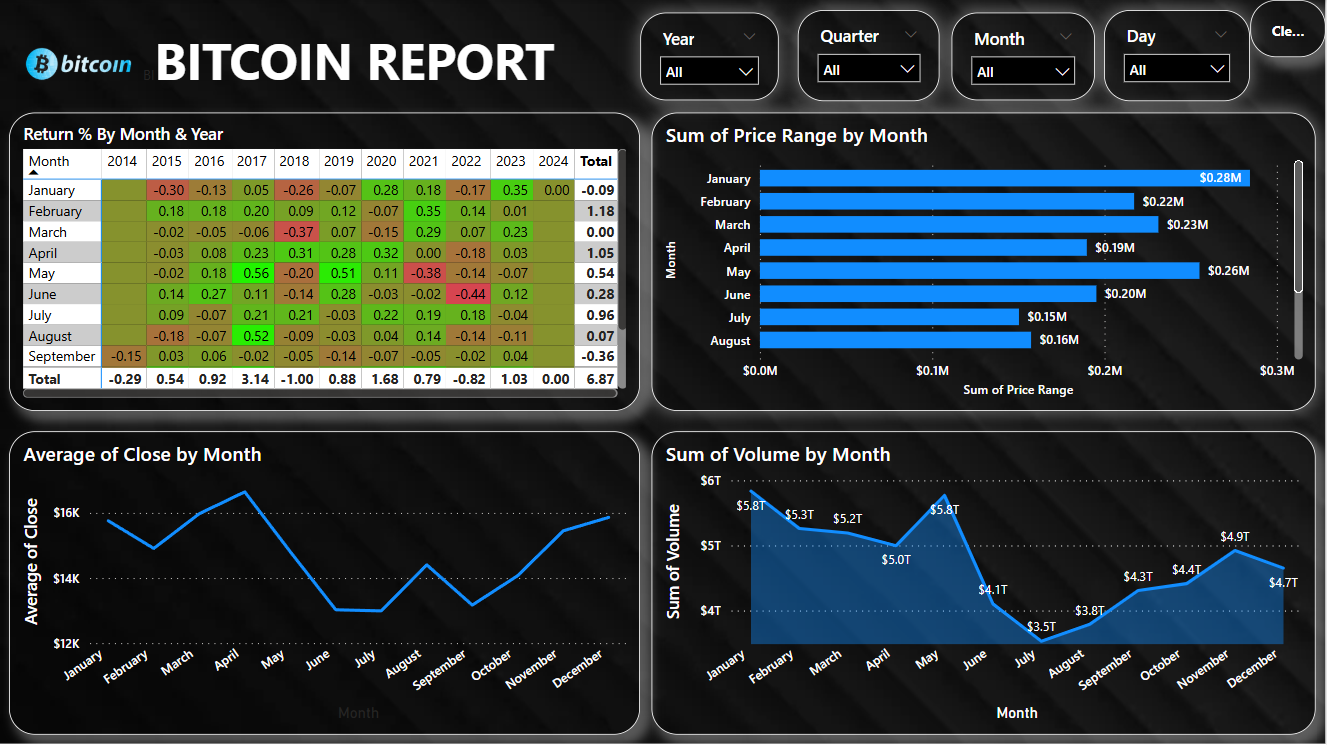 bitcoin
BITCOIN REPORT
Year
All
Quarter
All
Month
All
Day
All
Cle...
Return % By Month & Year
Month 2014 2015 2016 2017 2018 2019 2020 2021 2022 2023 2024 Total
January -0.30 -0.13 0.05 -0.26 -0.07 0.28 0.18 -0.17 0.35 0.00 -0.09
February 0.18 0.18 0.20 0.09 0.12 -0.07 0.35 0.14 0.01 1.18
March -0.02 -0.05 -0.06 -0.37 0.07 -0.15 0.29 0.07 0.23 0.00
April -0.03 0.08 0.23 0.31 0.28 0.32 0.00 -0.18 0.03 1.05
May -0.02 0.18 0.56 -0.20 0.51 0.11 -0.38 -0.14 -0.07 0.54
June 0.14 0.27 0.11 -0.14 0.28 -0.03 -0.02 -0.44 0.12 0.28
July 0.09 -0.07 0.21 0.21 -0.03 0.22 0.19 0.18 -0.04 0.96
August -0.18 -0.07 0.52 -0.09 -0.03 0.04 0.14 -0.14 -0.11 0.07
September -0.15 0.03 0.06 -0.02 -0.05 -0.14 -0.07 -0.05 -0.02 0.04 -0.36
Total -0.29 0.54 0.92 3.14 -1.00 0.88 1.68 0.79 -0.82 1.03 0.00 6.87
Sum of Price Range by Month
Month
January $0.28M
February $0.22M
March $0.23M
April $0.19M
May $0.26M
June $0.20M
July $0.15M
August $0.16M
$0.0M $0.1M $0.2M $0.3M
Sum of Price Range
Average of Close by Month
Average of Close
$16K
$14K
$12K
January February March April May June July August September October November December
Month
Sum of Volume by Month
Sum of Volume
$6T
$5T
$4T
$5.8T $5.3T $5.2T $5.0T $5.8T $4.1T $3.5T $3.8T $4.3T $4.4T $4.9T $4.7T
January February March April May June July August September October November December
Month